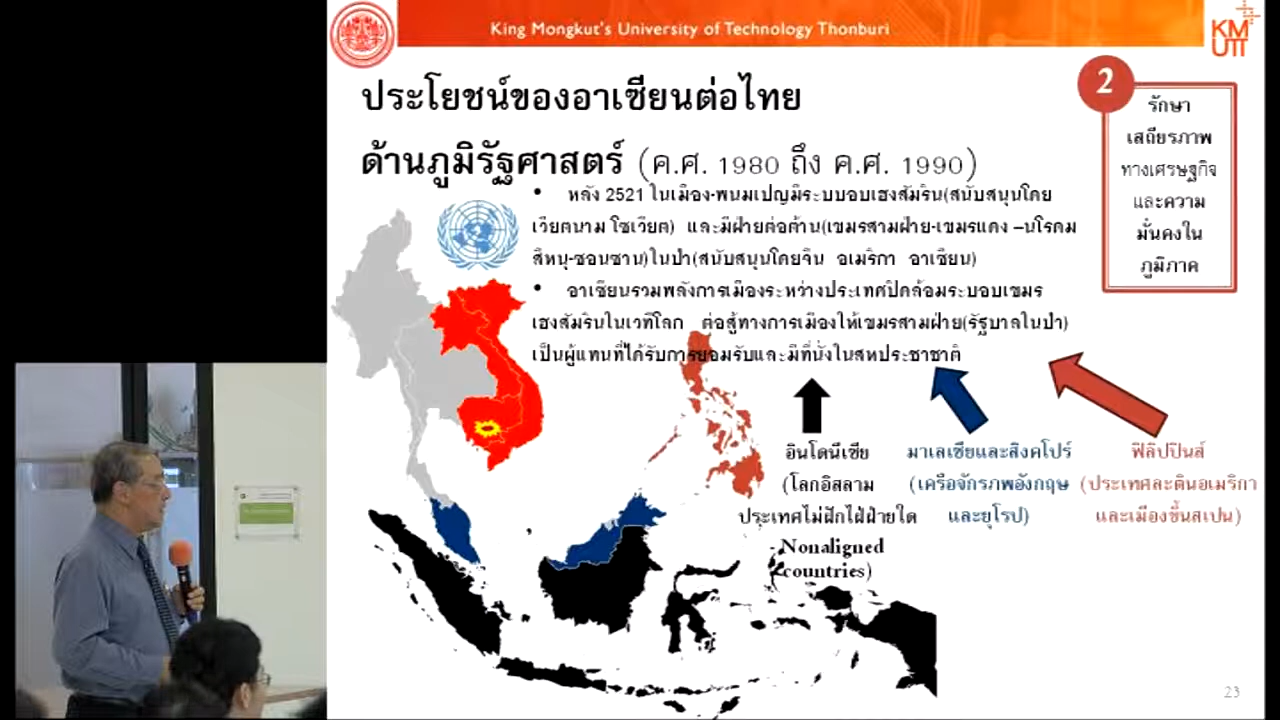 King Mongkut's University of Technology Thonburi
KM
UTT
ประโยชน์ของอาเซียนต่อไทย
ด้านภูมิรัฐศาสตร์ (ค.ศ. 1980 ถึง ค.ศ. 1990)
2
รักษา
เสถียรภาพ
ทางเศรษฐกิจ
และความ
มั่นคงใน
ภูมิภาค
• หลัง 2521 ในเมือง-พนมเปญมีระบบอบเฮงสัมริน(สนับสนุนโดย
เวียตนาม โซเวียต) และมีฝ่ายต่อต้าน(เขมรสามฝ่าย-เขมรแดง –นโรดม
สีหนุ-ซอนซาน)ในป่า(สนับสนุนโดยจีน อเมริกา อาเซียน)
• อาเซียนรวมพลังการเมืองระหว่างประเทศปิดล้อมระบอบเขมร
เฮงสัมรินในเวทีโลก ต่อสู้ทางการเมืองให้เขมรสามฝ่าย(รัฐบาลในป่า)
เป็นผู้แทนที่ได้รับการยอมรับและมีที่นั่งในสหประชาชาติ
อินโดนีเซีย
(โลกอิสลาม
ประเทศไม่ฝักใฝ่ฝ่ายใด
Nonaligned
countries)
มาเลเซียและสิงคโปร์
(เครือจักรภพอังกฤษ
และยุโรป)
ฟิลิปปินส์
(ประเทศละตินอเมริกา
และเมืองขึ้นสเปน)
23